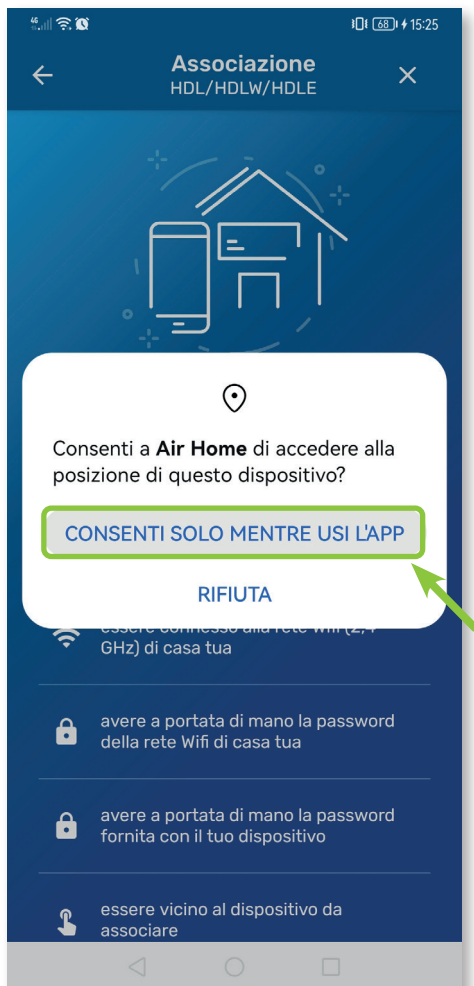 46
68
15:25
Associazione
HDL/HDLW/HDLE
Consenti a Air Home di accedere alla
posizione di questo dispositivo?
CONSENTI SOLO MENTRE USI L'APP
RIFIUTA
essere connesso alla rete Wifi (2,4
GHz) di casa tua
avere a portata di mano la password
della rete Wifi di casa tua
avere a portata di mano la password
fornita con il tuo dispositivo
essere vicino al dispositivo da
associare